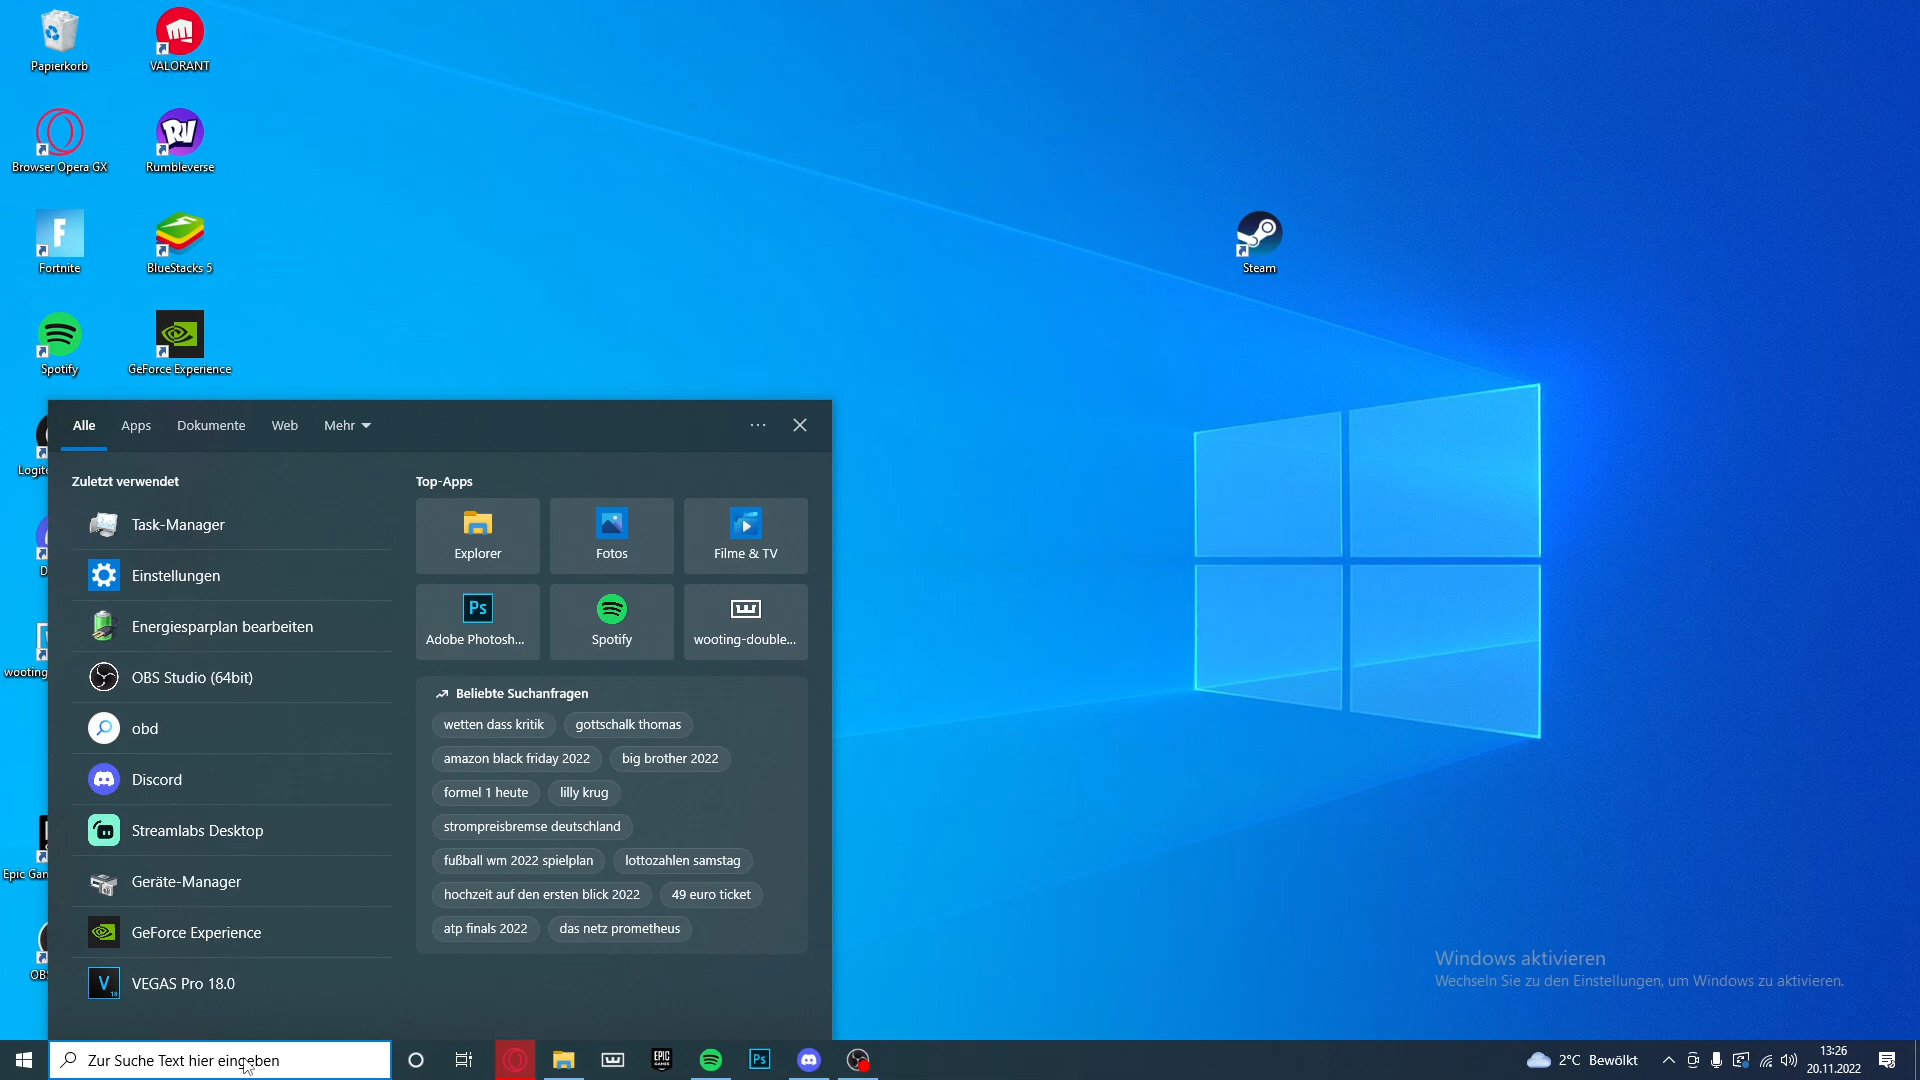 Papierkorb
VALORANT
Browser Opera GX
Rumbleverse
Fortnite
BlueStacks 5
Steam
Spotify
GeForce Experience
Alle Apps Dokumente Web Mehr
Zuletzt verwendet
Task-Manager
Einstellungen
Energiesparplan bearbeiten
OBS Studio (64bit)
obd
Discord
Streamlabs Desktop
Geräte-Manager
GeForce Experience
VEGAS Pro 18.0
Top-Apps
Explorer
Fotos
Filme & TV
Adobe Photosh...
Spotify
wooting-double...
Beliebte Suchanfragen
wetten dass kritik
gottschalk thomas
amazon black friday 2022
big brother 2022
formel 1 heute
lilly krug
strompreisbremse deutschland
fußball wm 2022 spielplan
lottozahlen samstag
hochzeit auf den ersten blick 2022
49 euro ticket
atp finals 2022
das netz prometheus
Logite
wooting
Epic Gan
OBS
Windows aktivieren
Wechseln Sie zu den Einstellungen, um Windows zu aktivieren.
Zur Suche Text hier eingeben
2°C Bewölkt
13:26
20.11.2022